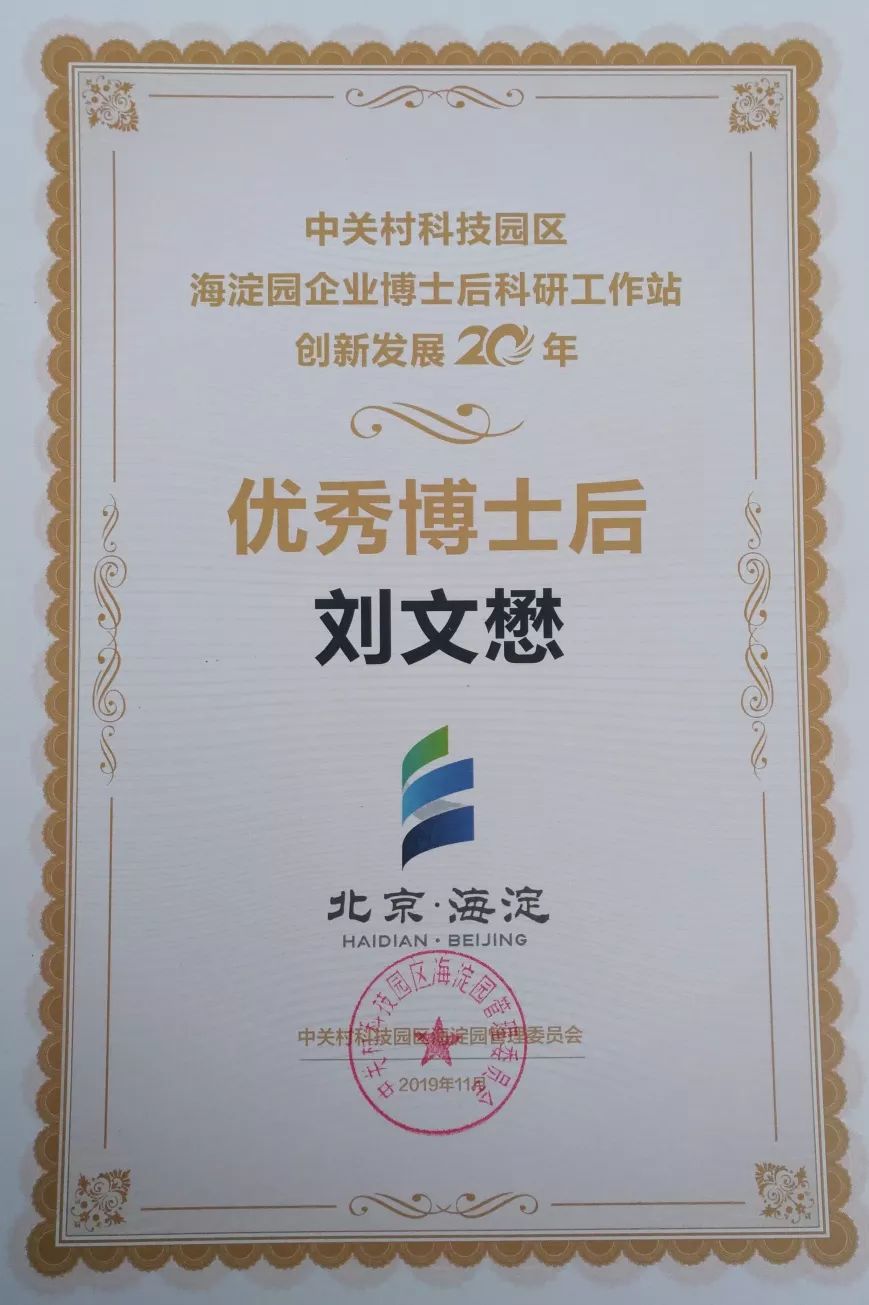 中关村科技园区
海淀园企业博士后科研工作站
创新发展20年
优秀博士后
刘文懋
北京·海淀
HAIDIAN·BEIJING
中关村科技园区海淀园管理委员会
2019年11月
中关村科技园区海淀园管理委员会